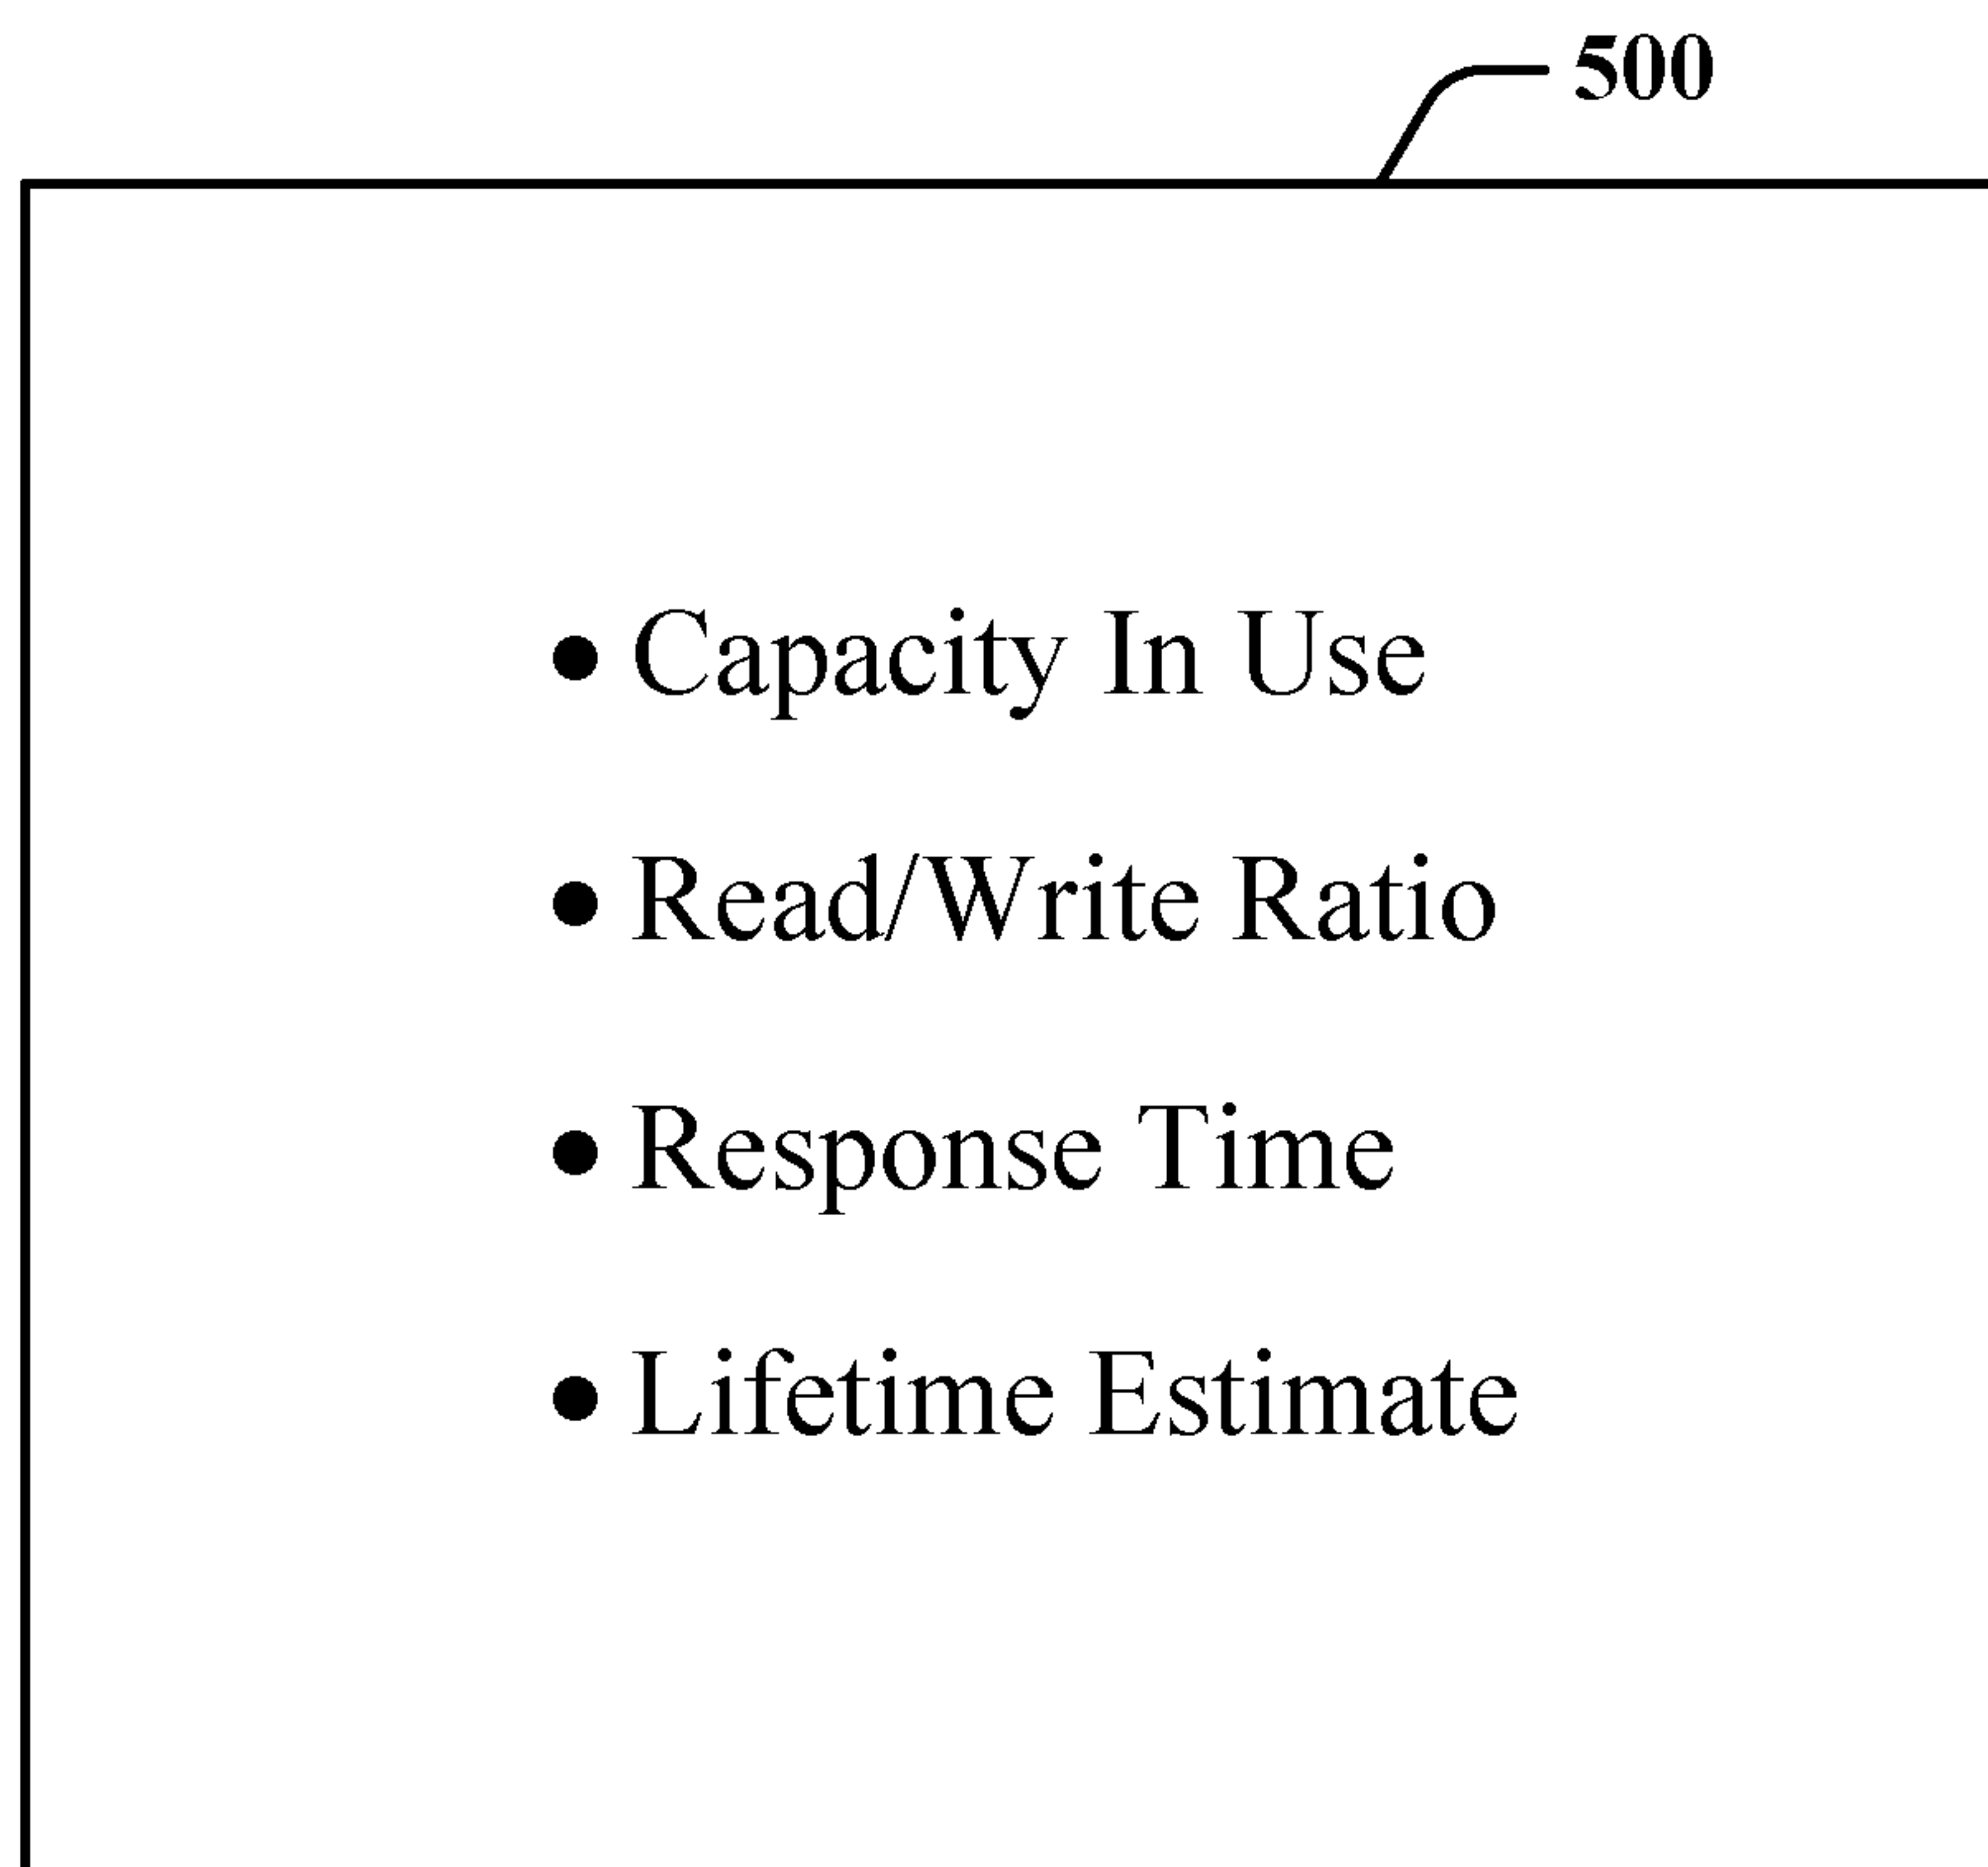 500
• Capacity In Use
• Read/Write Ratio
• Response Time
• Lifetime Estimate